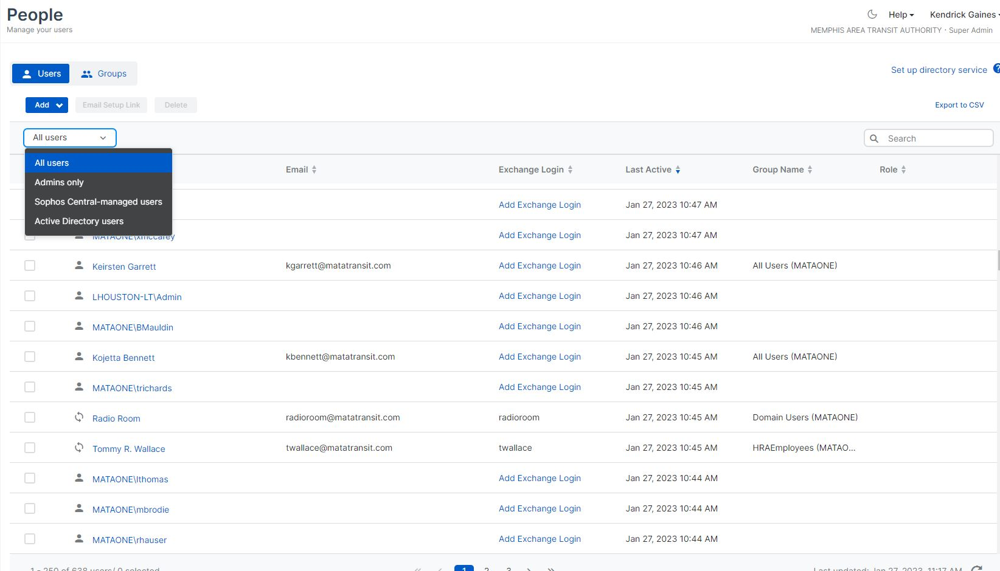 People
Manage your users
Help
Kendrick Gaines
MEMPHIS AREA TRANSIT AUTHORITY · Super Admin
Users
Groups
Set up directory service
Add
Email Setup Link
Delete
Export to CSV
All users
Search
All users
Admins only
Sophos Central-managed users
Active Directory users
Email Exchange Login Last Active Group Name Role
Add Exchange Login Jan 27, 2023 10:47 AM
MATAONE\xmccarey Add Exchange Login Jan 27, 2023 10:47 AM
Keirsten Garrett kgarrett@matatransit.com Add Exchange Login Jan 27, 2023 10:46 AM All Users (MATAONE)
LHOUSTON-LT\Admin Add Exchange Login Jan 27, 2023 10:46 AM
MATAONE\BMauldin Add Exchange Login Jan 27, 2023 10:46 AM
Kojetta Bennett kbennett@matatransit.com Add Exchange Login Jan 27, 2023 10:45 AM All Users (MATAONE)
MATAONE\trichards Add Exchange Login Jan 27, 2023 10:45 AM
Radio Room radioroom@matatransit.com radioroom Jan 27, 2023 10:45 AM Domain Users (MATAONE)
Tommy R. Wallace twallace@matatransit.com twallace Jan 27, 2023 10:45 AM HRAEmployees (MATAO...
MATAONE\lthomas Add Exchange Login Jan 27, 2023 10:44 AM
MATAONE\mbrodie Add Exchange Login Jan 27, 2023 10:44 AM
MATAONE\rhauser Add Exchange Login Jan 27, 2023 10:44 AM
1 - 250 of 638 users/ 0 selected « ‹ 1 2 3 › » Last updated: Jan 27, 2023, 11:17 AM